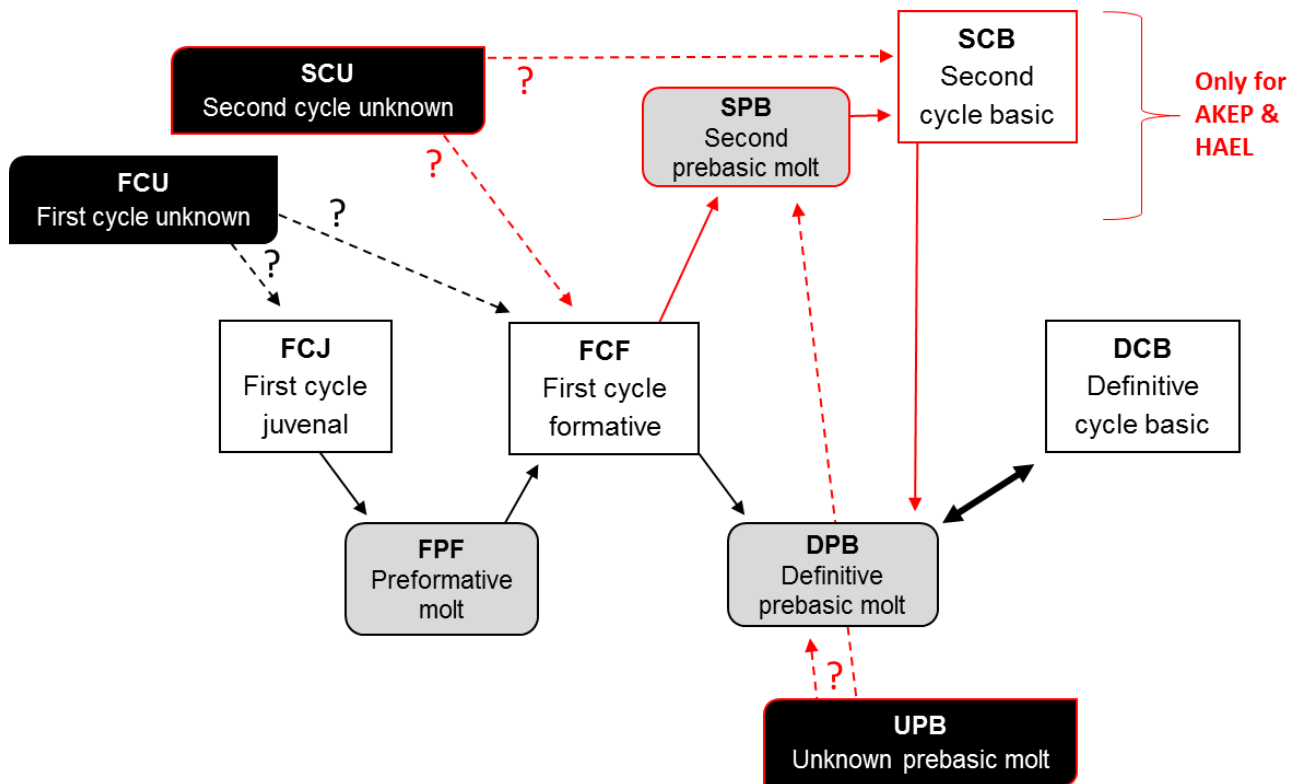 SCB
Second
cycle basic
SCU
Second cycle unknown
?
Only for
AKEP &
HAEL
SPB
Second
prebasic molt
?
FCU
First cycle unknown
?
?
FCJ
First cycle
juvenal
FCF
First cycle
formative
DCB
Definitive
cycle basic
FPF
Preformative
molt
DPB
Definitive
prebasic molt
?
UPB
Unknown prebasic molt